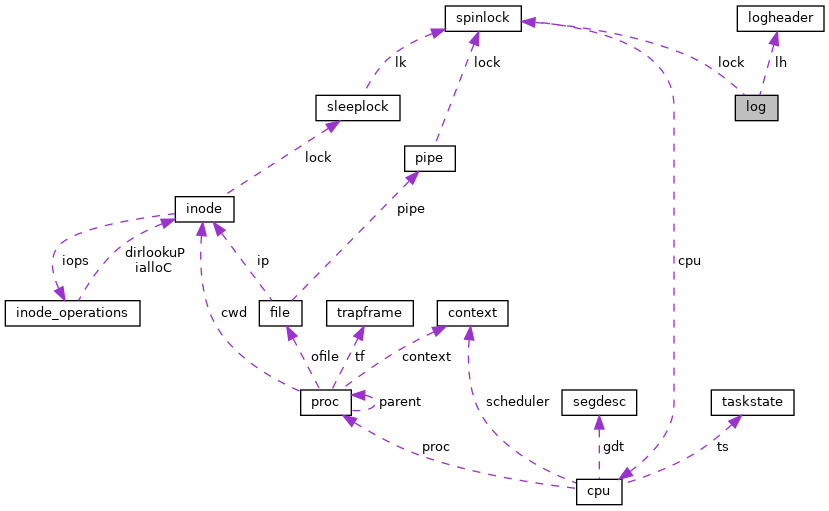 spinlock
logheader
lk
lock
lock
lh
sleeplock
log
pipe
lock
inode
pipe
iops
dirlookuP
ialloC
ip
cpu
inode_operations
cwd
file
trapframe
context
ofile
tf
context
proc
parent
scheduler
segdesc
taskstate
proc
gdt
ts
cpu